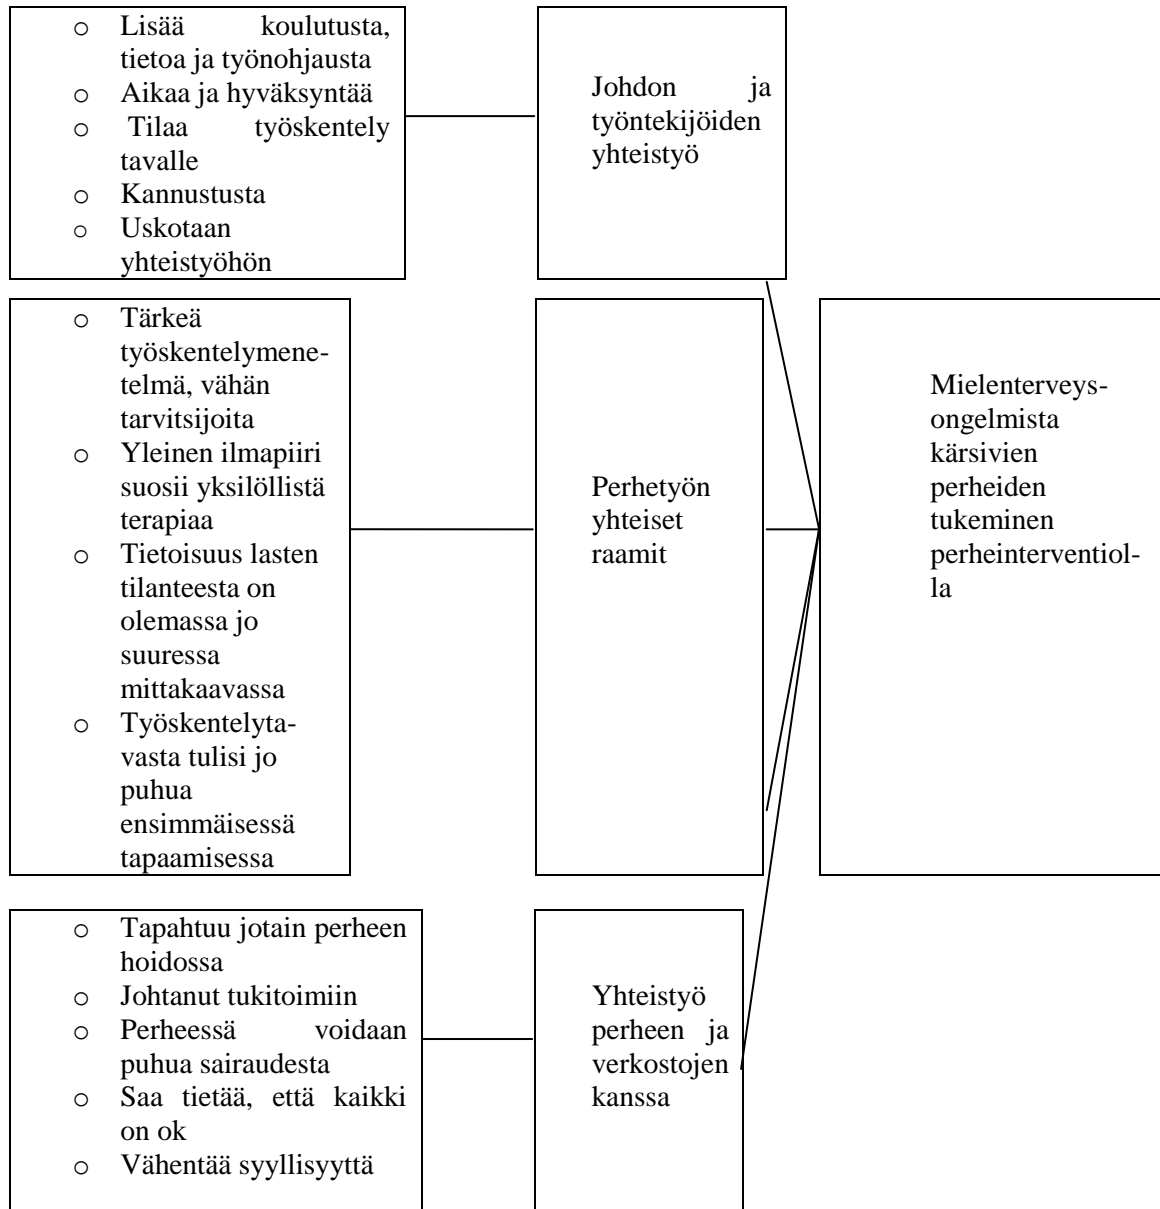 o Lisää koulutusta,
tietoa ja työnohjausta
o Aikaa ja hyväksyntää
o Tilaa työskentely
tavalle
o Kannustusta
o Uskotaan
yhteistyöhön
Johdon ja
työntekijöiden
yhteistyö
o Tärkeä
työskentelymene-
telmä, vähän
tarvitsijoita
o Yleinen ilmapiiri
suosii yksilöllistä
terapiaa
o Tietoisuus lasten
tilanteesta on
olemassa jo
suuressa
mittakaavassa
o Työskentelyta-
vasta tulisi jo
puhua
ensimmäisessä
tapaamisessa
Perhetyön
yhteiset
raamit
Mielenterveys-
ongelmista
kärsivien
perheiden
tukeminen
perheinterventiol-
la
o Tapahtuu jotain perheen
hoidossa
o Johtanut tukitoimiin
o Perheessä voidaan
puhua sairaudesta
o Saa tietää, että kaikki
on ok
o Vähentää syyllisyyttä
Yhteistyö
perheen ja
verkostojen
kanssa